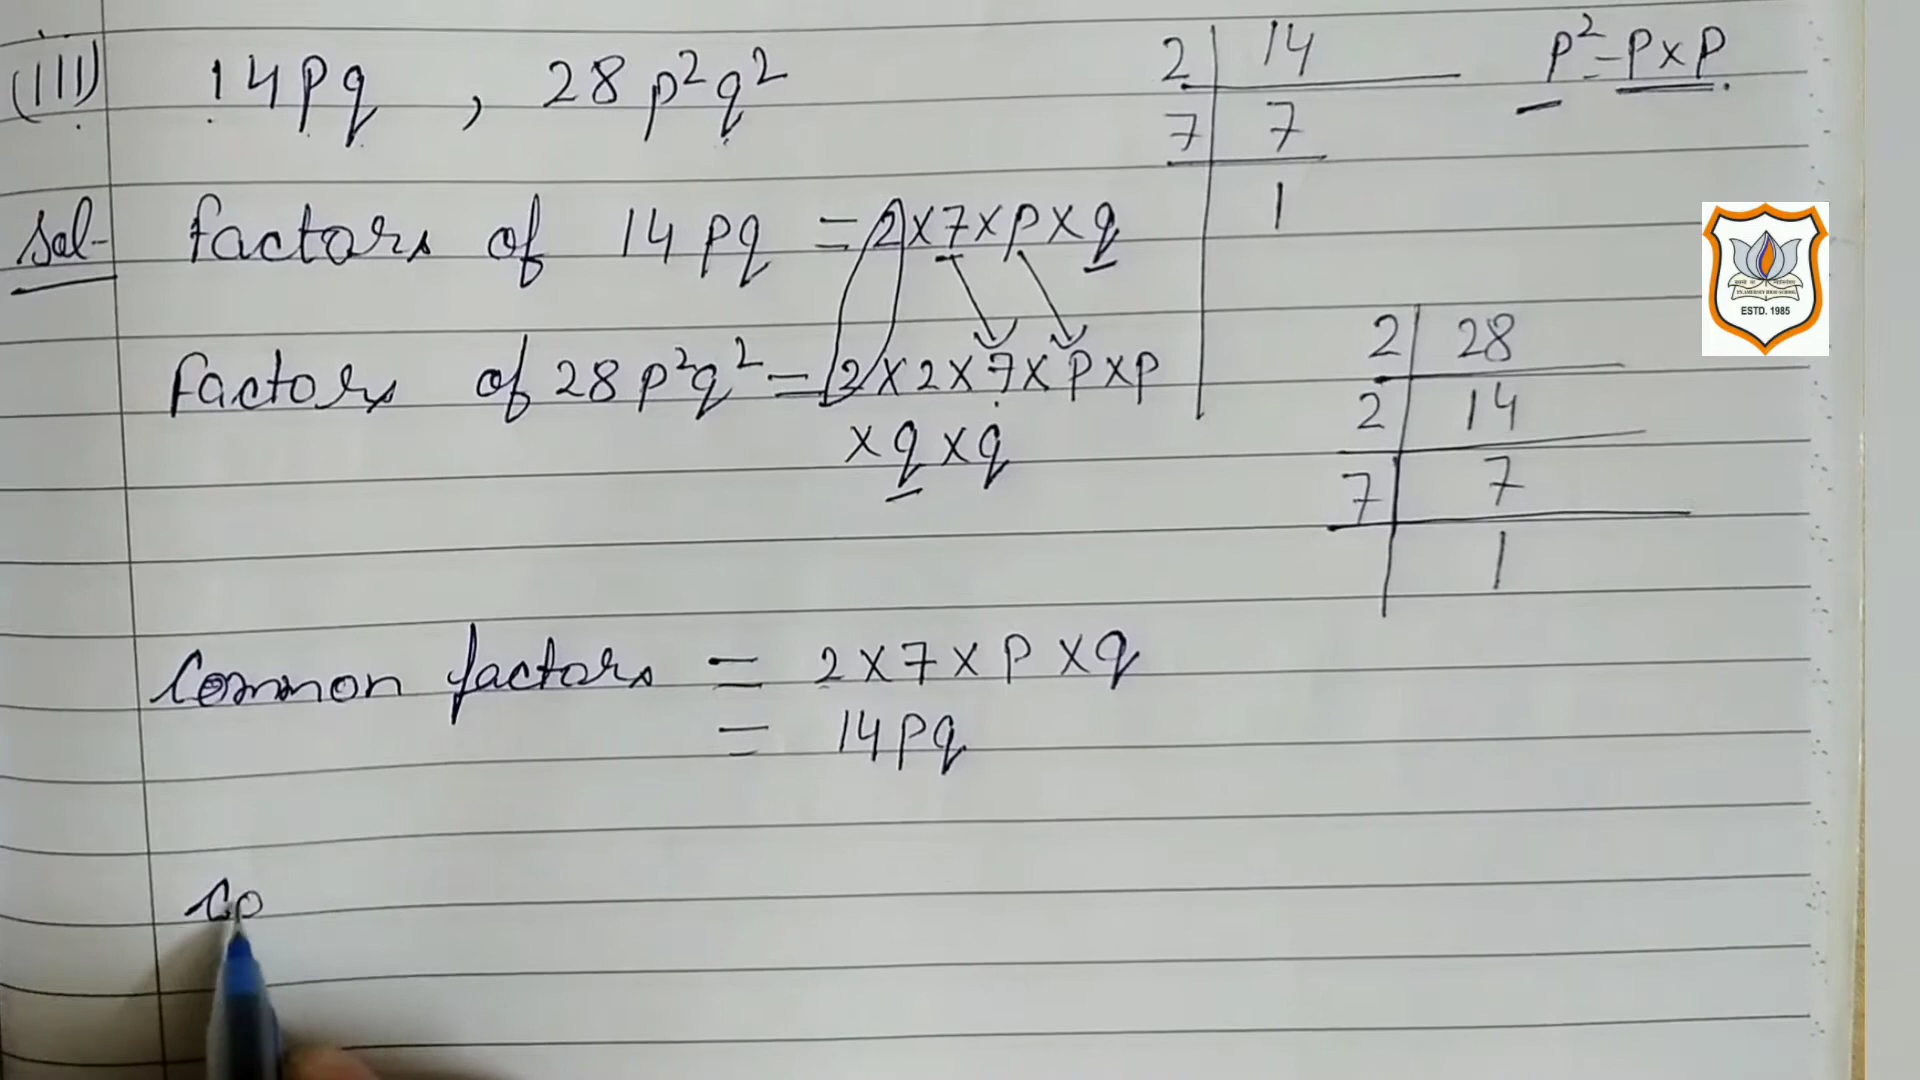 (iii) 14pq , 28p²q²
2 | 14
7 | 7
1
p² = p×p.
Sol- factors of 14pq = 2×7×p×q
factors of 28p²q² = 2×2×7×p×p
×q×q
2 | 28
2 | 14
7 | 7
1
ESTD. 1985
Common factors = 2×7×p×q
= 14pq
Co